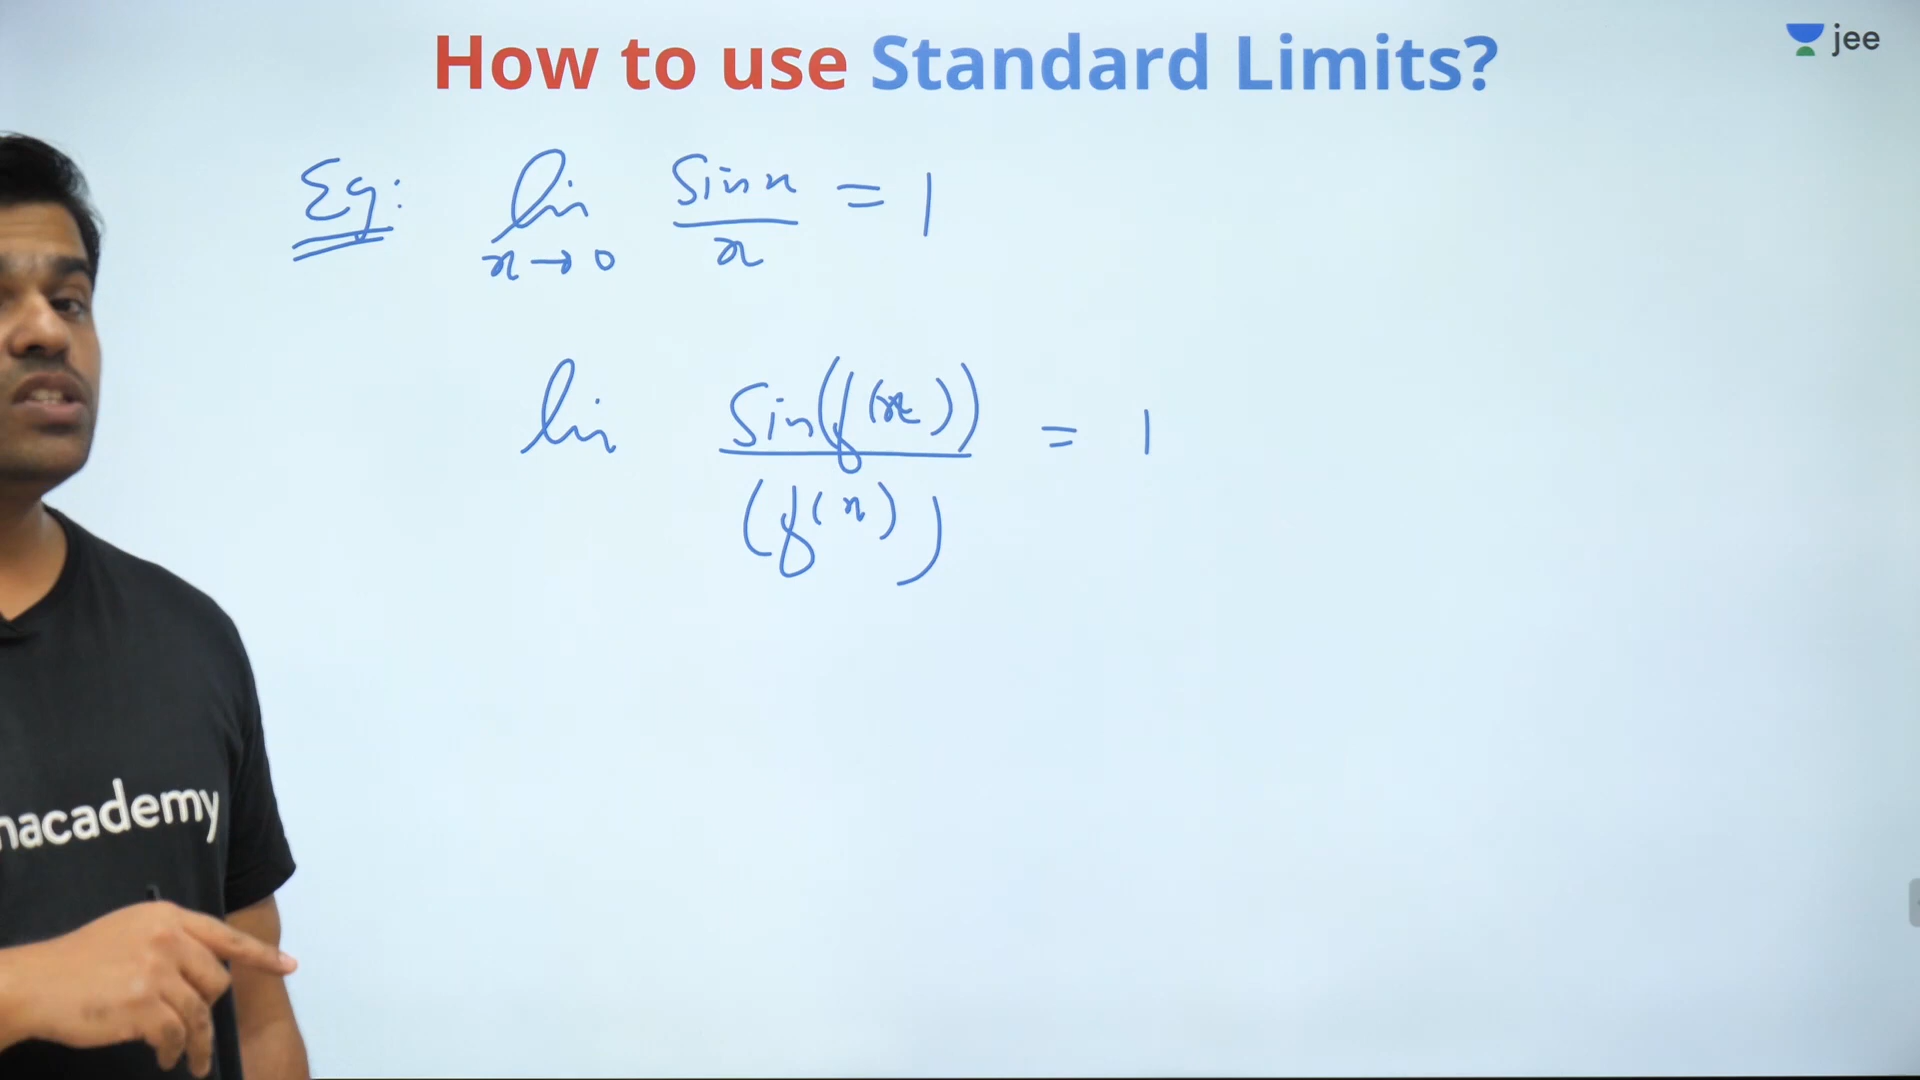 How to use Standard Limits?
jee
Eg: lim x→0 sin x / x = 1
lim sin(f(x)) / (f(x)) = 1
nacademy